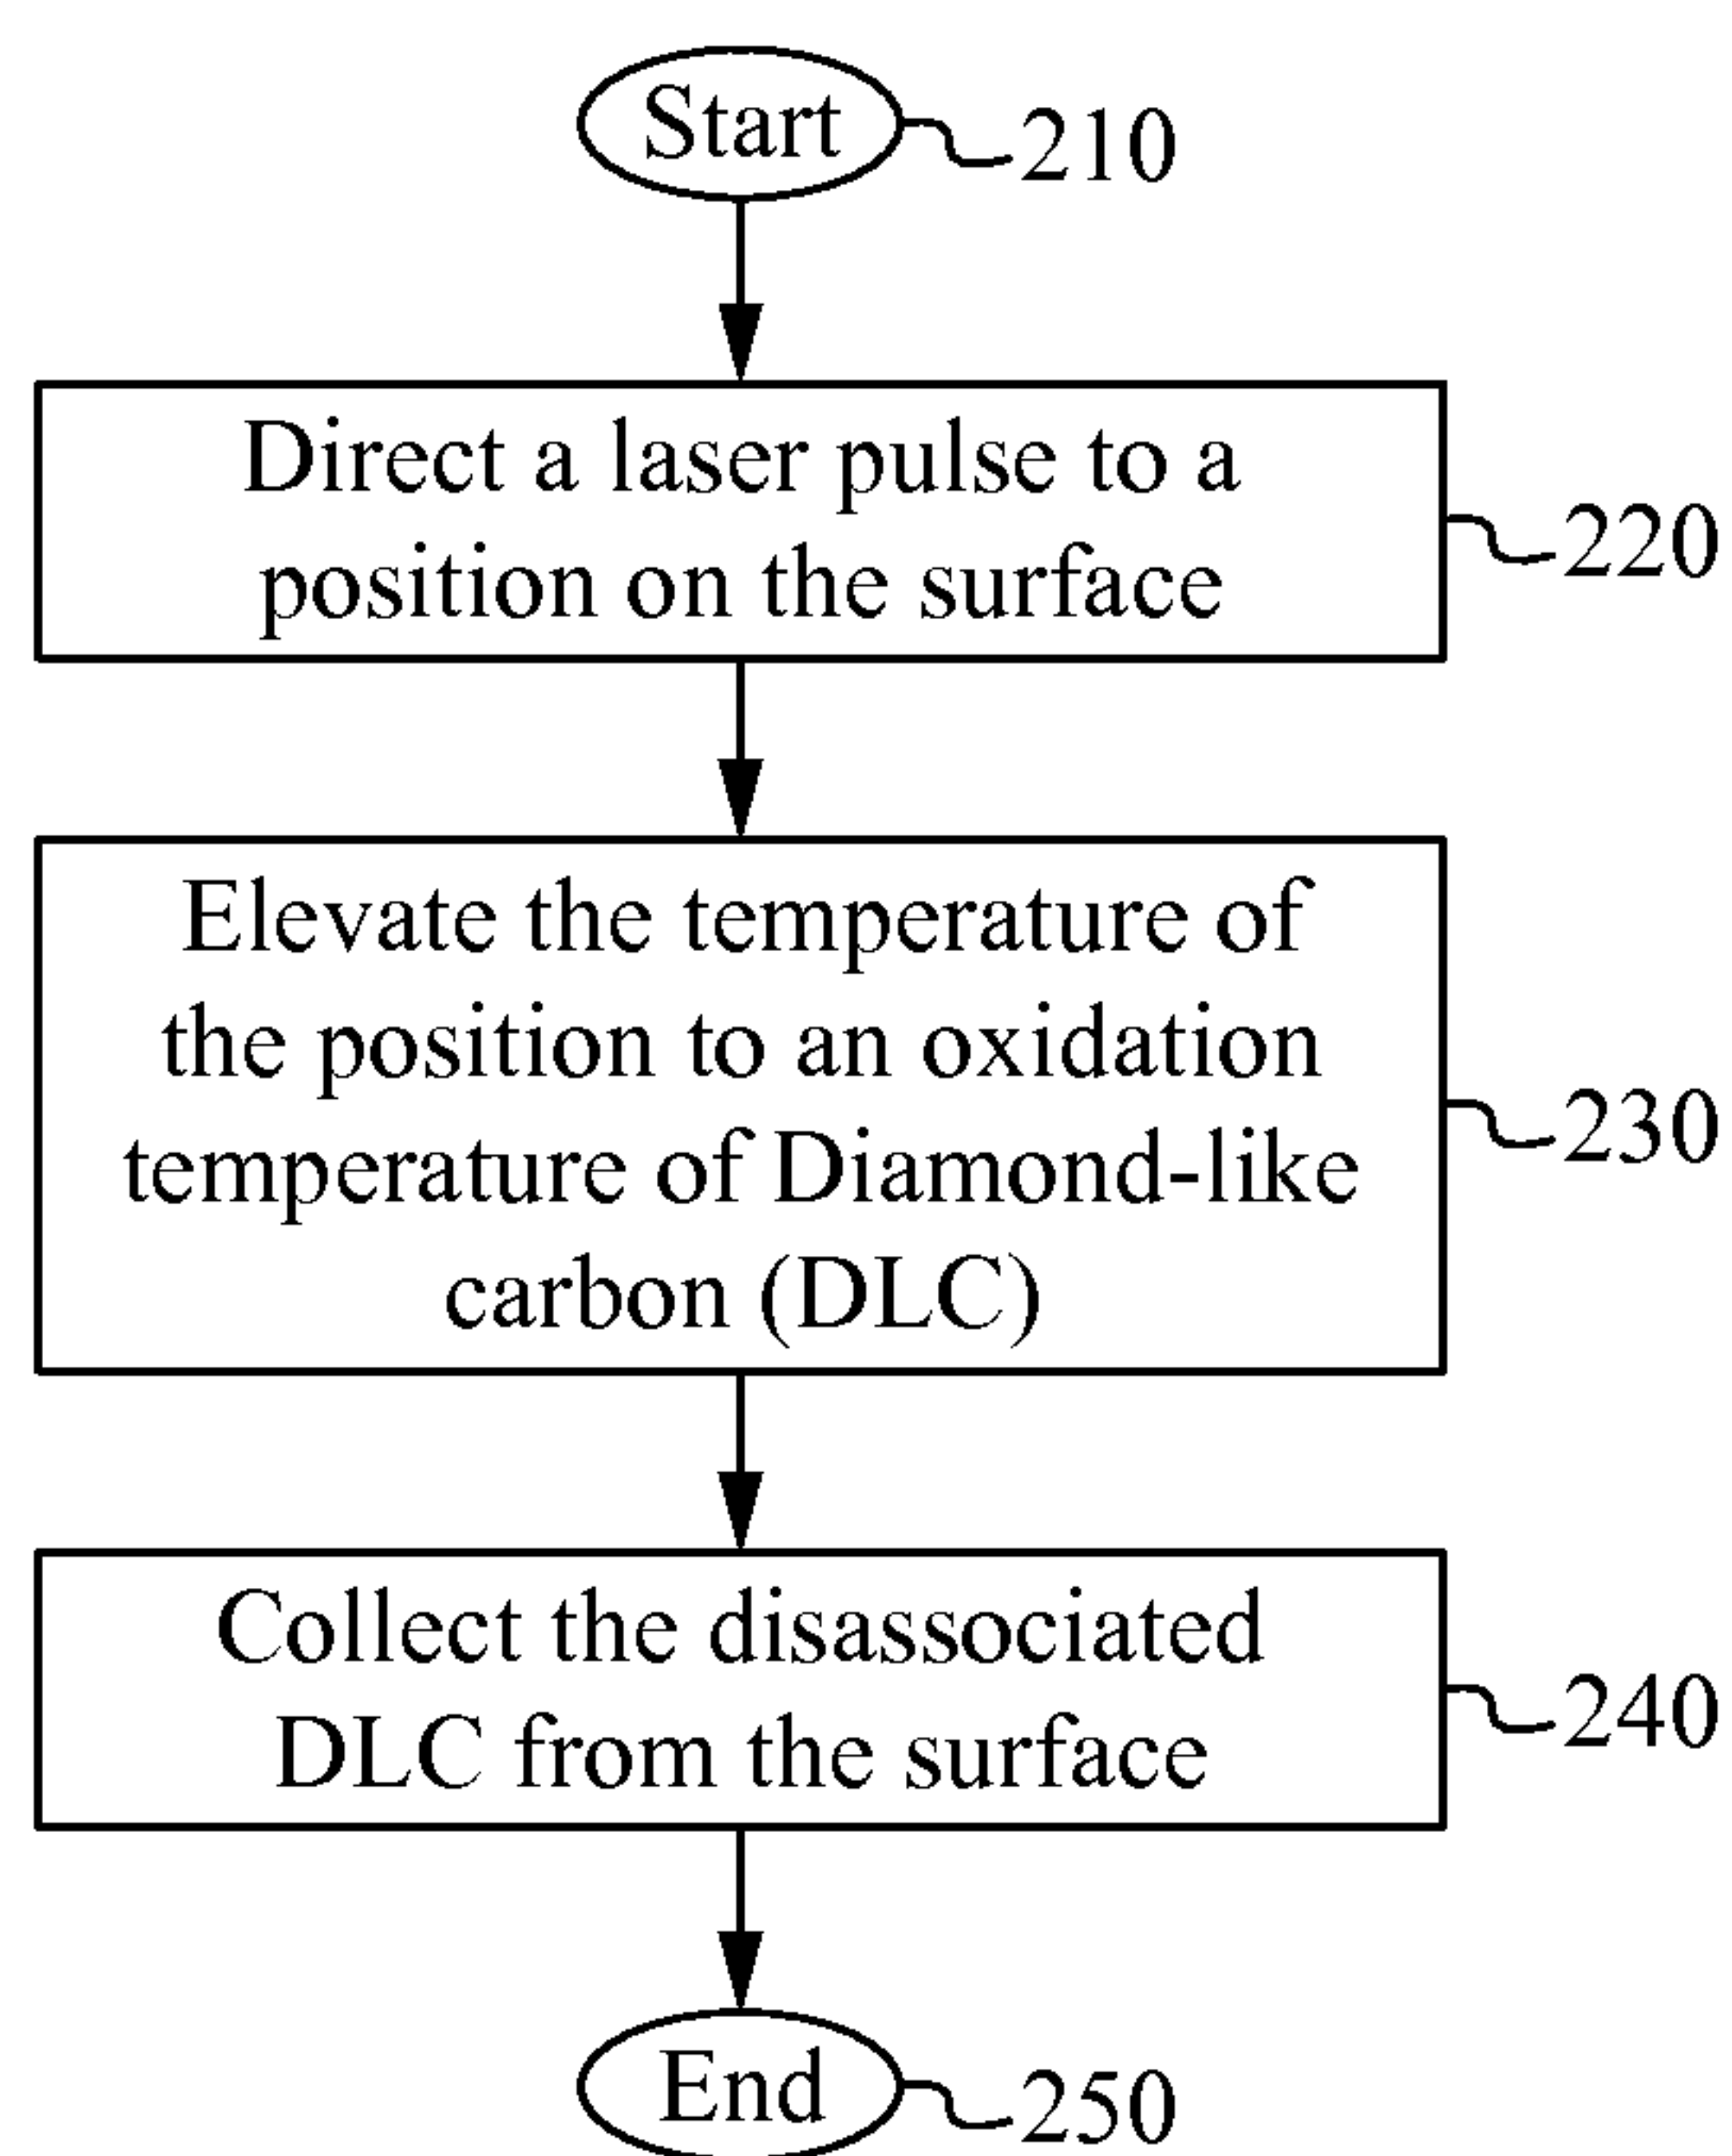 Start
210
Direct a laser pulse to a
position on the surface
220
Elevate the temperature of
the position to an oxidation
temperature of Diamond-like
carbon (DLC)
230
Collect the disassociated
DLC from the surface
240
End
250